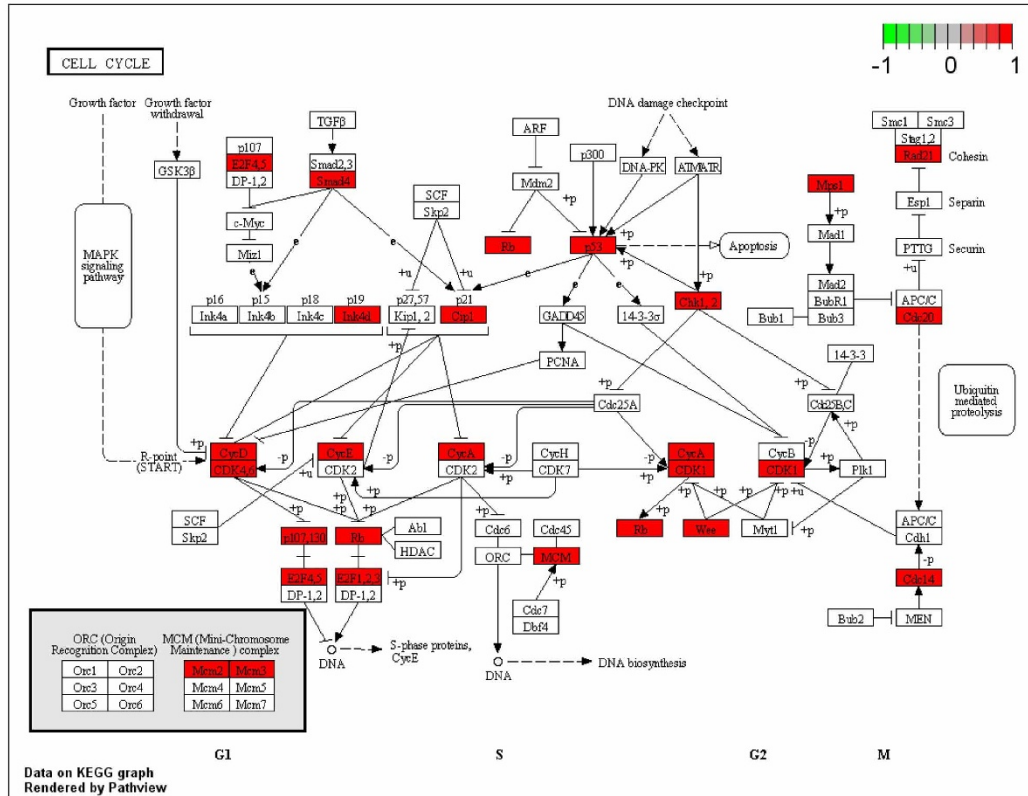 CELL CYCLE
-1 0 1
Growth factor
Growth factor
withdrawal
GSK3β
MAPK
signaling
pathway
R-point
(START)
p107
E2F4,5
DP-1,2
c-Myc
Miz1
TGFβ
Smad2,3
Smad4
e
e
e
SCF
Skp2
+u
+u
ARF
Mdm2
Rb
p300
DNA damage checkpoint
DNA-PK
ATM/ATR
+p
+p
+p
+p
p53
Apoptosis
e
e
e
Chk1, 2
Mps1
+p
Mad1
Mad2
BubR1
Bub3
Bub1
Smc1
Smc3
Stag1,2
Rad21
Cohesin
Esp1
Separin
PTTG
Securin
+u
APC/C
Cdc20
p16
Ink4a
p15
Ink4b
p18
Ink4c
p19
Ink4d
p27,57
Kip1, 2
p21
Cip1
GADD45
14-3-3σ
PCNA
+p
+p
+p
Cdc25A
14-3-3
Cdc25B,C
Ubiquitin
mediated
proteolysis
+p
CycD
CDK4,6
-p
CycE
CDK2
-p
CycA
CDK2
-p
+p
CycH
CDK7
+p
-p
CycA
CDK1
CycB
CDK1
-p
+p
Plk1
+u
+p
+p
+p
+p
+p
+p
+u
+p
SCF
Skp2
p107,130
Rb
Abl
HDAC
Cdc6
ORC
Cdc45
MCM
+p
Cdc7
Dbf4
+p
Rb
Wee
Myt1
+p
APC/C
Cdh1
-p
Cdc14
Bub2
MEN
E2F4,5
DP-1,2
E2F1,2,3
DP-1,2
+p
DNA
S-phase proteins,
CycE
DNA
DNA biosynthesis
ORC (Origin
Recognition Complex)
Orc1 Orc2
Orc3 Orc4
Orc5 Orc6
MCM (Mini-Chromosome
Maintenance ) complex
Mcm2 Mcm3
Mcm4 Mcm5
Mcm6 Mcm7
G1 S G2 M
Data on KEGG graph
Rendered by Pathview